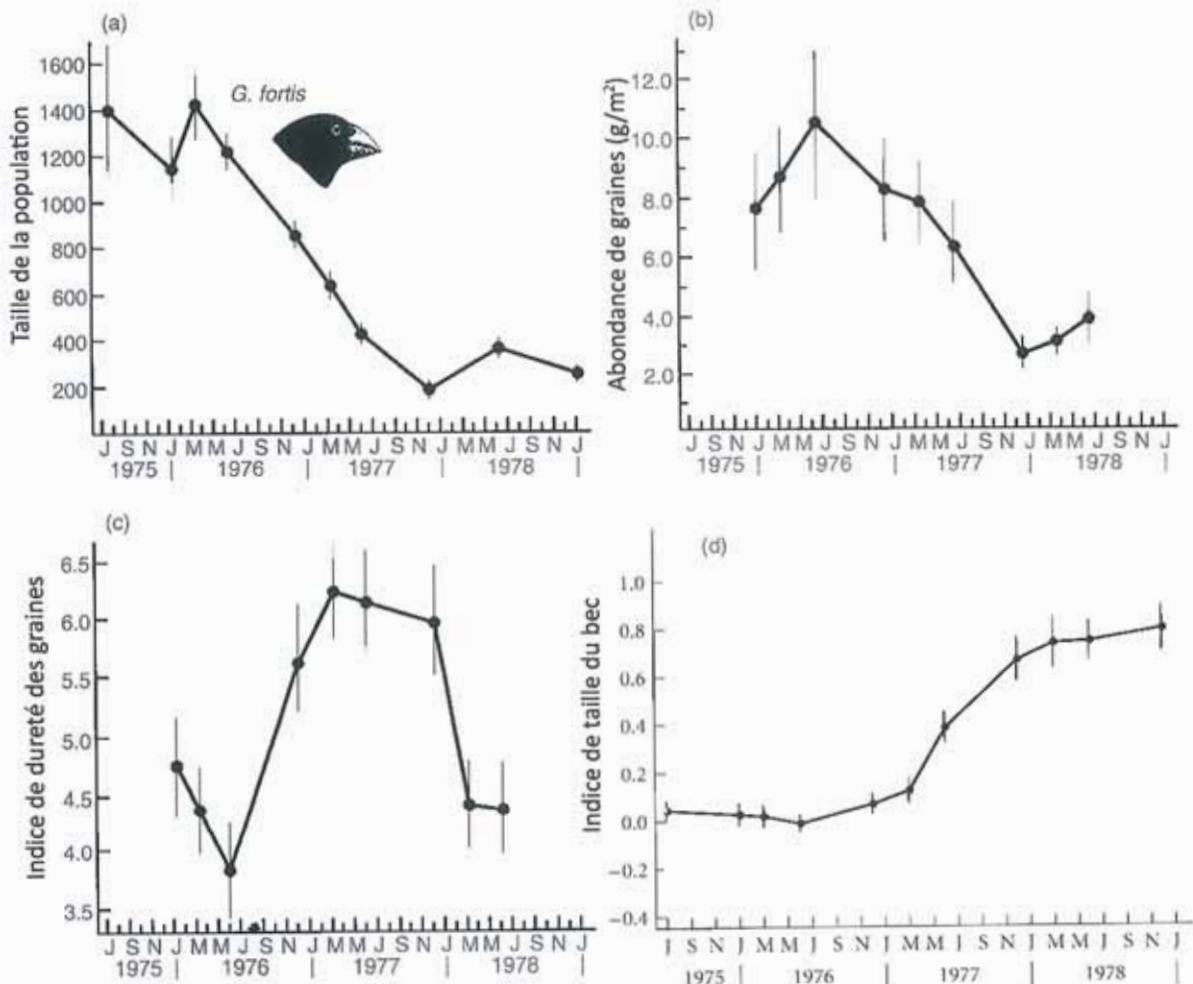 (a)
Taille de la population
1600
1400
1200
1000
800
600
400
200
G. fortis
J S N J M M J S N J M M J S N J M M J S N J
1975 | 1976 | 1977 | 1978 |
(b)
Abondance de graines (g/m²)
12.0
10.0
8.0
6.0
4.0
2.0
J S N J M M J S N J M M J S N J M M J S N J
1975 | 1976 | 1977 | 1978 |
(c)
Indice de dureté des graines
6.5
6.0
5.5
5.0
4.5
4.0
3.5
J S N J M M J S N J M M J S N J M M J S N J
1975 | 1976 | 1977 | 1978 |
(d)
Indice de taille du bec
1,0
0.8
0.6
0.4
0.2
0.0
−0.2
−0.4
J S N J M M J S N J M M J S N J M M J S N J
1975 | 1976 | 1977 | 1978 |